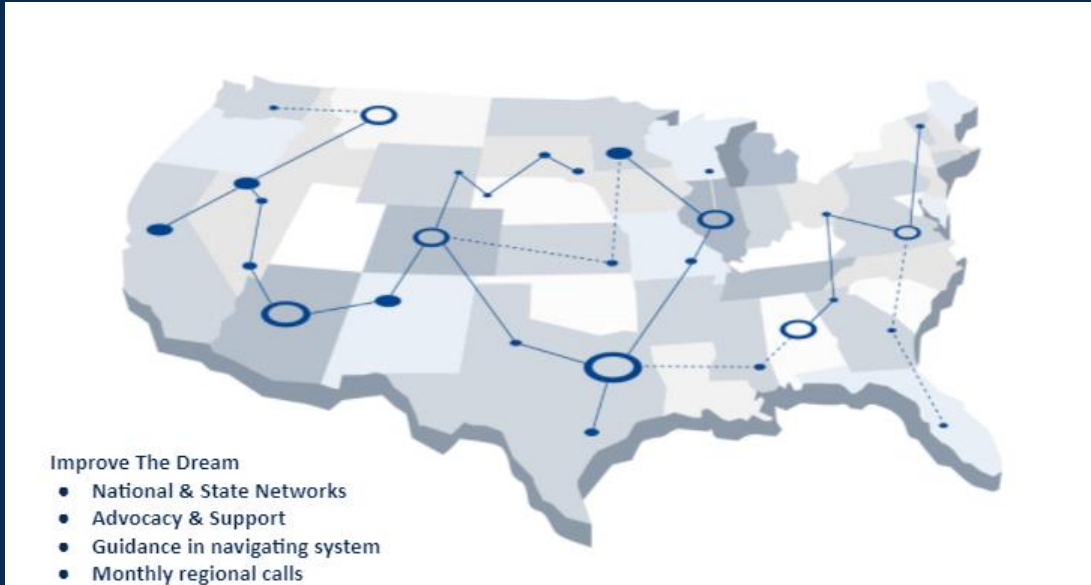 Improve The Dream
● National & State Networks
● Advocacy & Support
● Guidance in navigating system
● Monthly regional calls